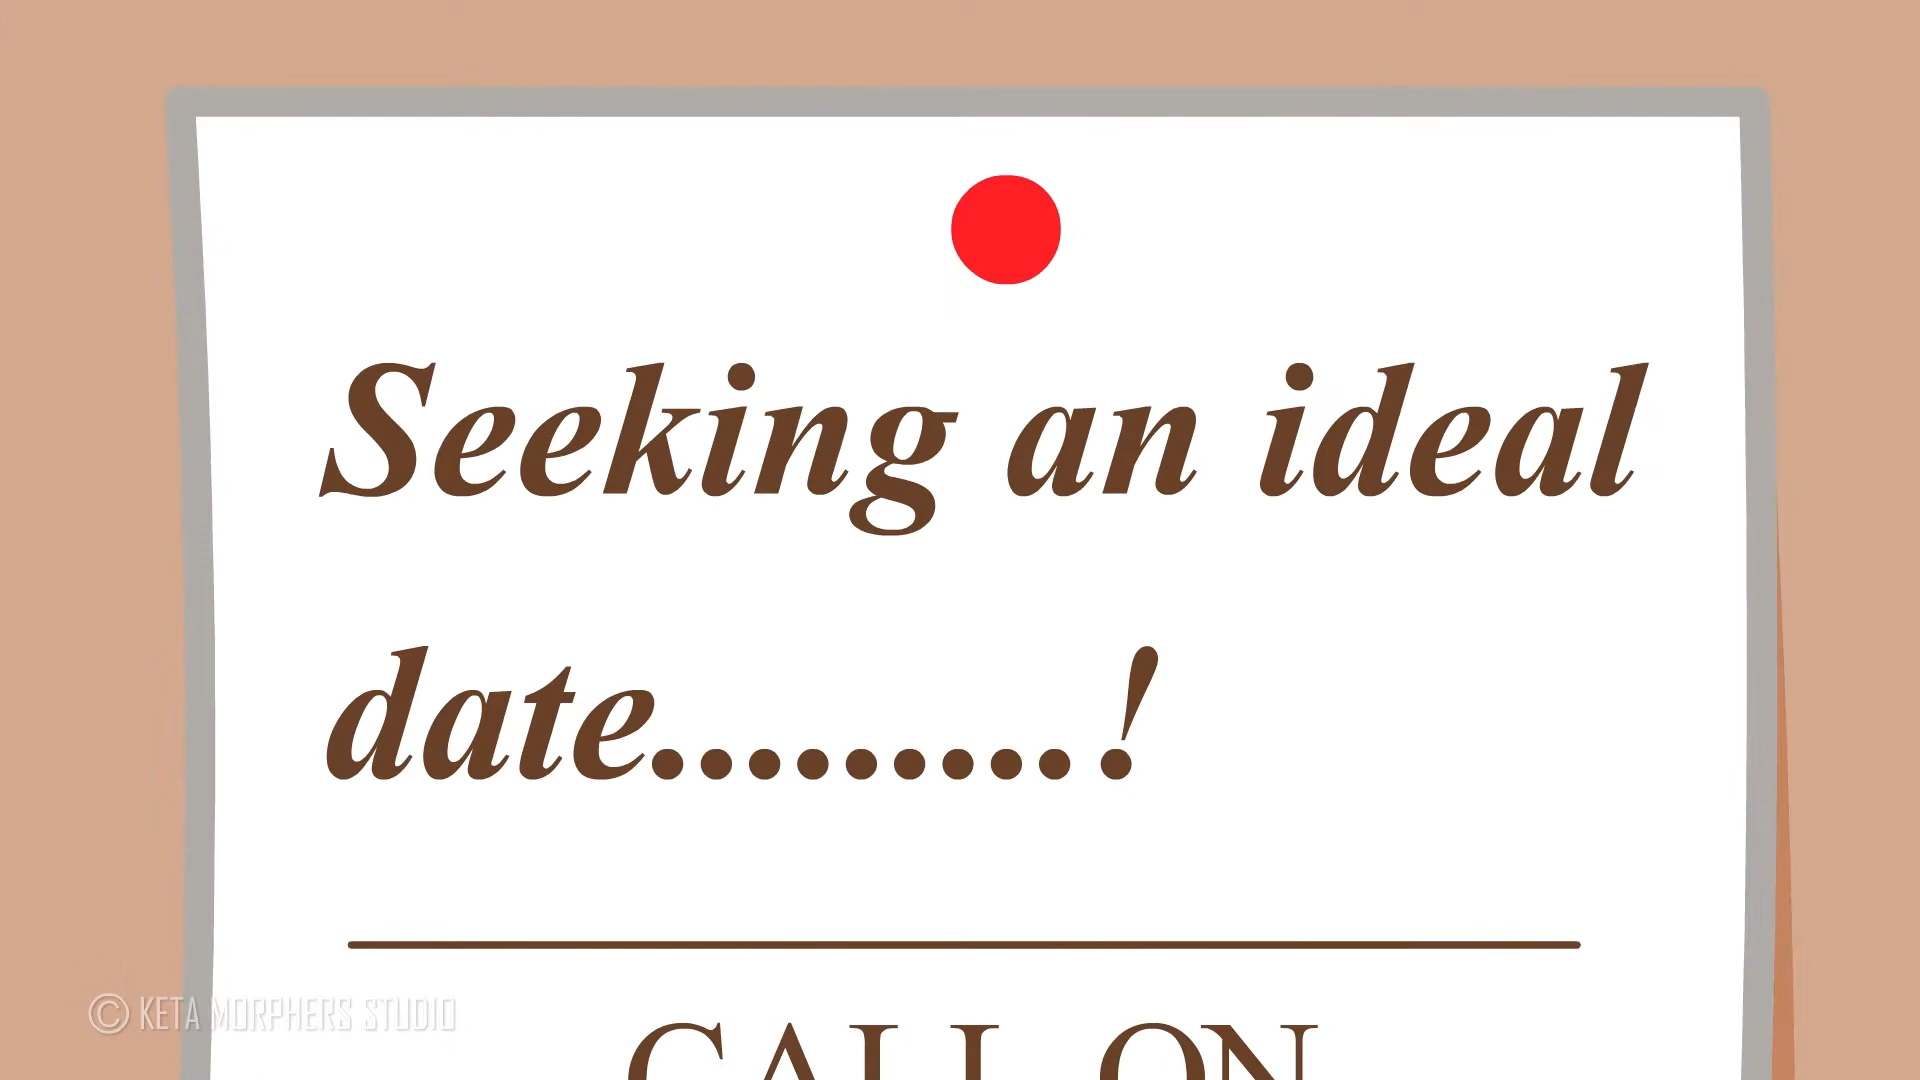 Seeking an ideal
date.........!
CALL ON
© KETA MORPHERS STUDIO